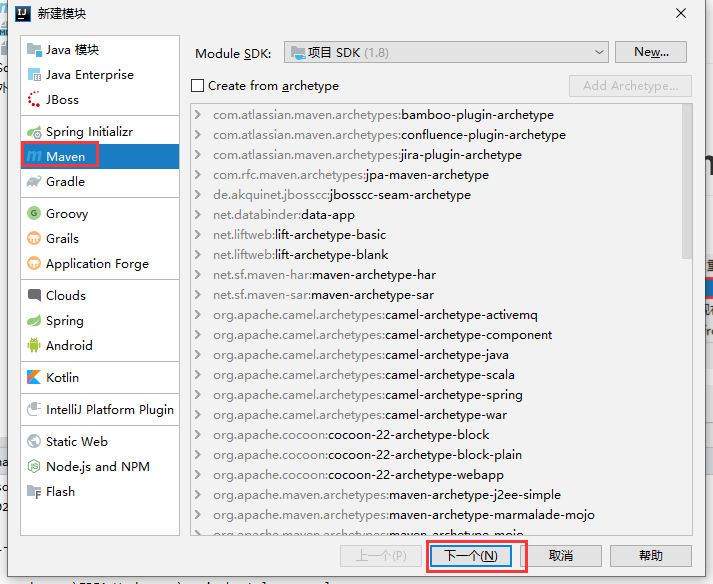 新建模块
Java 模块
Java Enterprise
JBoss
Spring Initializr
Maven
Gradle
Groovy
Grails
Application Forge
Clouds
Spring
Android
Kotlin
IntelliJ Platform Plugin
Static Web
Node.js and NPM
Flash
Module SDK:
项目 SDK (1.8)
New...
Create from archetype
Add Archetype...
com.atlassian.maven.archetypes:bamboo-plugin-archetype
com.atlassian.maven.archetypes:confluence-plugin-archetype
com.atlassian.maven.archetypes:jira-plugin-archetype
com.rfc.maven.archetypes:jpa-maven-archetype
de.akquinet.jbosscc:jbosscc-seam-archetype
net.databinder:data-app
net.liftweb:lift-archetype-basic
net.liftweb:lift-archetype-blank
net.sf.maven-har:maven-archetype-har
net.sf.maven-sar:maven-archetype-sar
org.apache.camel.archetypes:camel-archetype-activemq
org.apache.camel.archetypes:camel-archetype-component
org.apache.camel.archetypes:camel-archetype-java
org.apache.camel.archetypes:camel-archetype-scala
org.apache.camel.archetypes:camel-archetype-spring
org.apache.camel.archetypes:camel-archetype-war
org.apache.cocoon:cocoon-22-archetype-block
org.apache.cocoon:cocoon-22-archetype-block-plain
org.apache.cocoon:cocoon-22-archetype-webapp
org.apache.maven.archetypes:maven-archetype-j2ee-simple
org.apache.maven.archetypes:maven-archetype-marmalade-mojo
org.apache.maven.archetypes:maven-archetype-mojo
上一个(P)
下一个(N)
取消
帮助